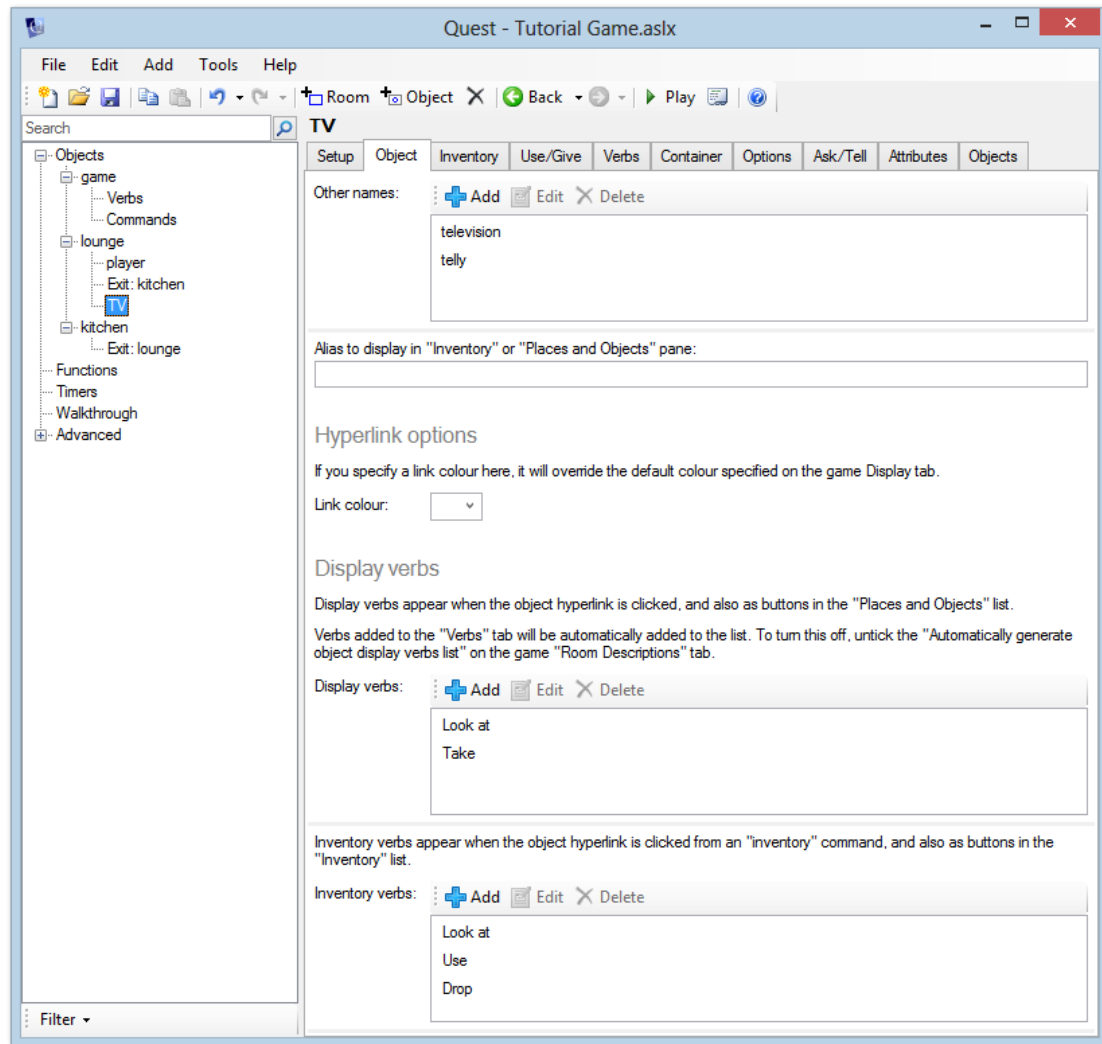 Quest - Tutorial Game.aslx
File Edit Add Tools Help
Room Object Back Play
Search
TV
Setup Object Inventory Use/Give Verbs Container Options Ask/Tell Attributes Objects
Objects
game
Verbs
Commands
lounge
player
Exit: kitchen
TV
kitchen
Exit: lounge
Functions
Timers
Walkthrough
Advanced
Filter
Other names:
Add Edit Delete
television
telly
Alias to display in "Inventory" or "Places and Objects" pane:
Hyperlink options
If you specify a link colour here, it will override the default colour specified on the game Display tab.
Link colour:
Display verbs
Display verbs appear when the object hyperlink is clicked, and also as buttons in the "Places and Objects" list.
Verbs added to the "Verbs" tab will be automatically added to the list. To turn this off, untick the "Automatically generate
object display verbs list" on the game "Room Descriptions" tab.
Display verbs:
Add Edit Delete
Look at
Take
Inventory verbs appear when the object hyperlink is clicked from an "inventory" command, and also as buttons in the
"Inventory" list.
Inventory verbs:
Add Edit Delete
Look at
Use
Drop